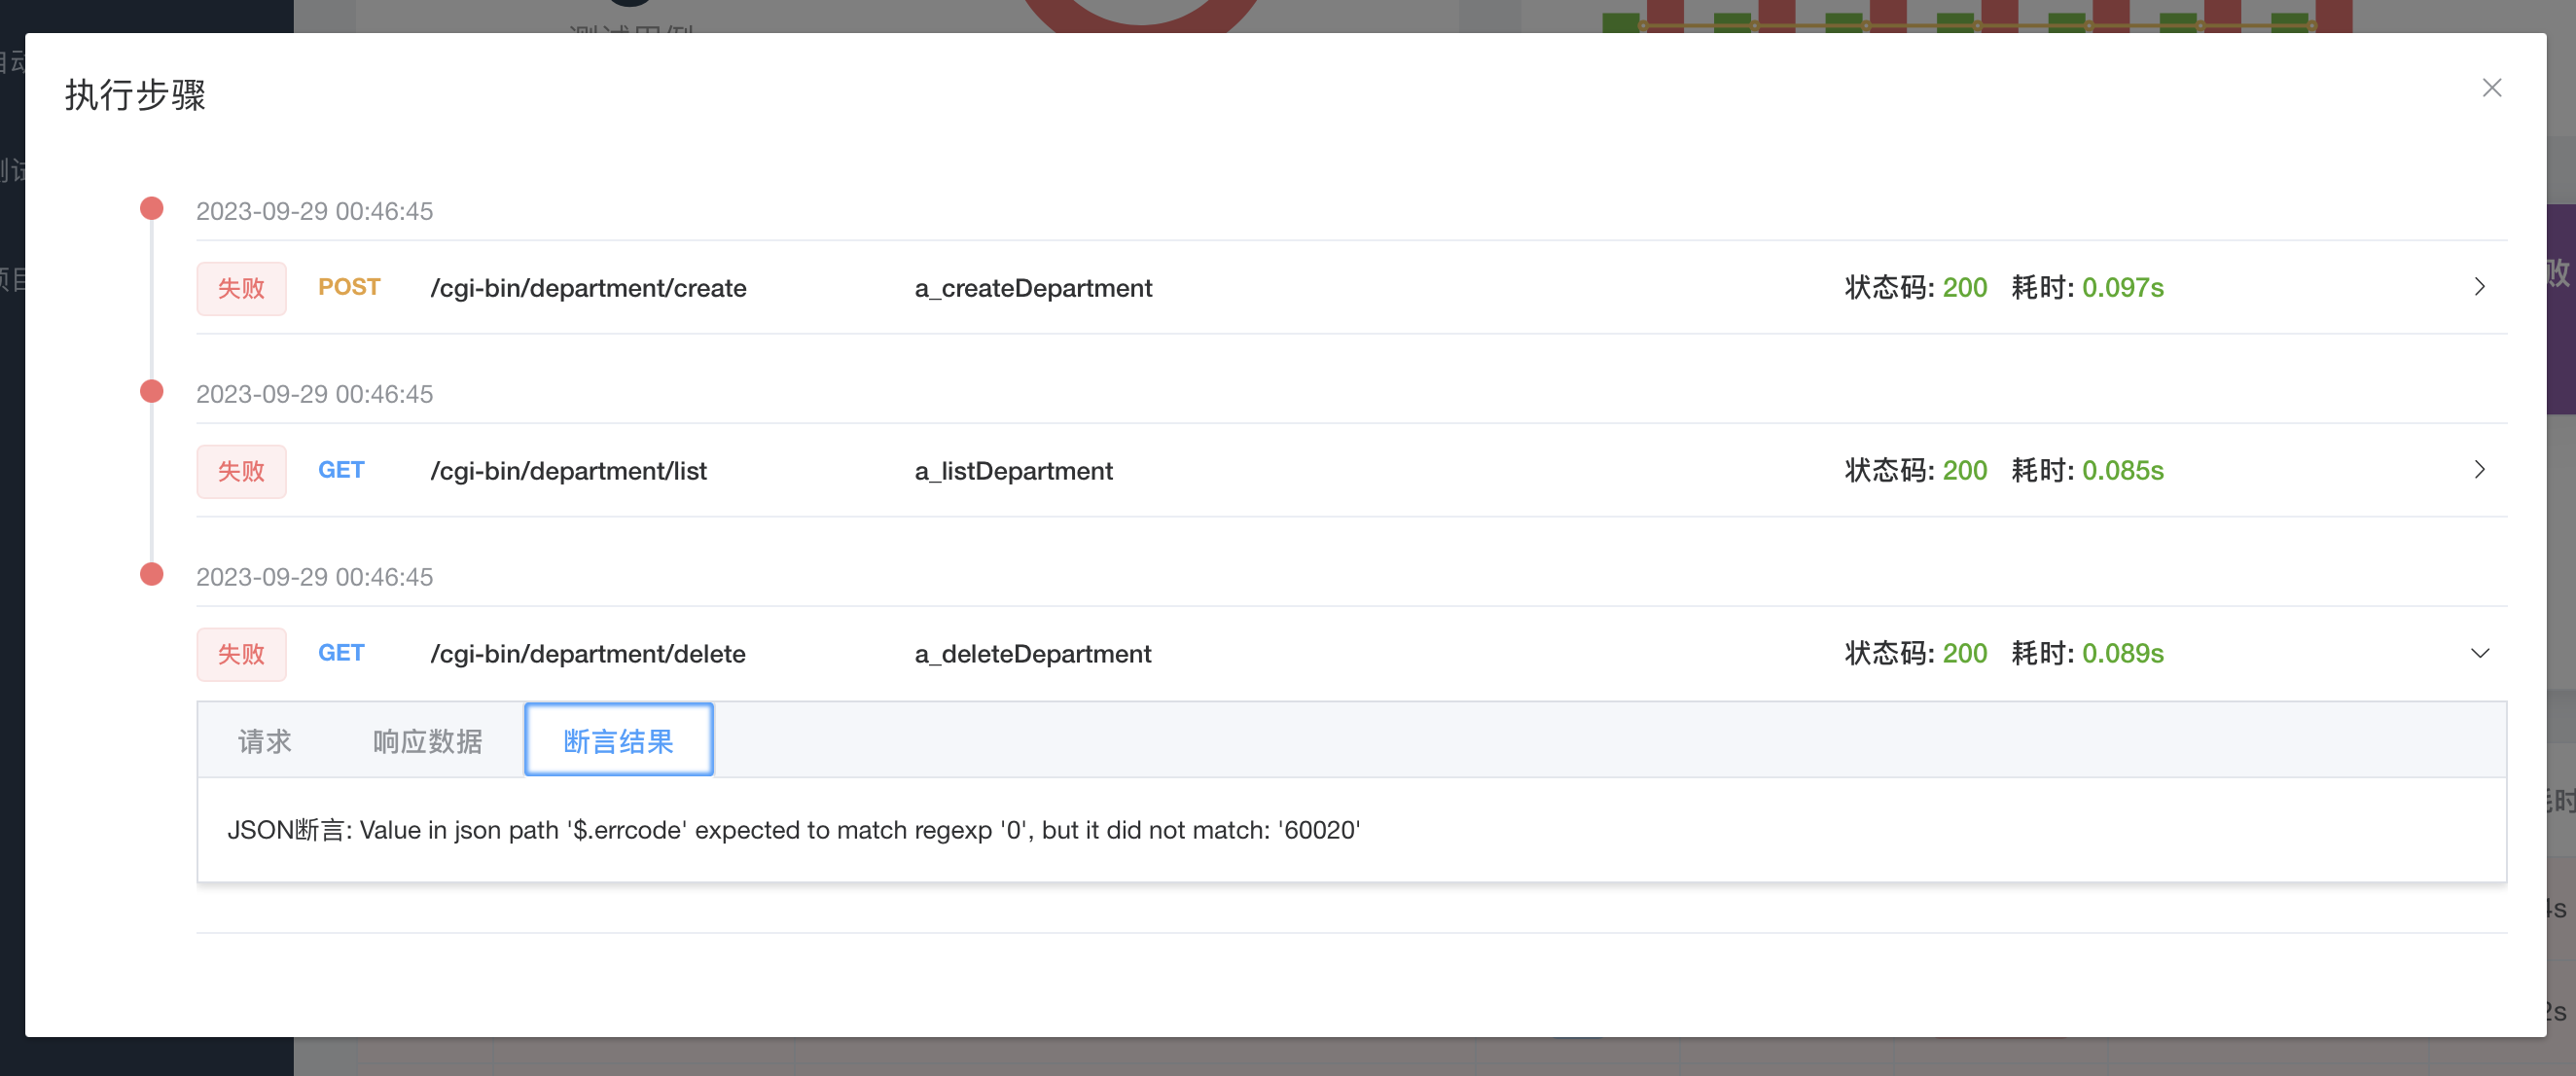 测试用例
执行步骤
2023-09-29 00:46:45
失败 POST /cgi-bin/department/create a_createDepartment 状态码: 200 耗时: 0.097s
2023-09-29 00:46:45
失败 GET /cgi-bin/department/list a_listDepartment 状态码: 200 耗时: 0.085s
2023-09-29 00:46:45
失败 GET /cgi-bin/department/delete a_deleteDepartment 状态码: 200 耗时: 0.089s
请求 响应数据 断言结果
JSON断言: Value in json path '$.errcode' expected to match regexp '0', but it did not match: '60020'